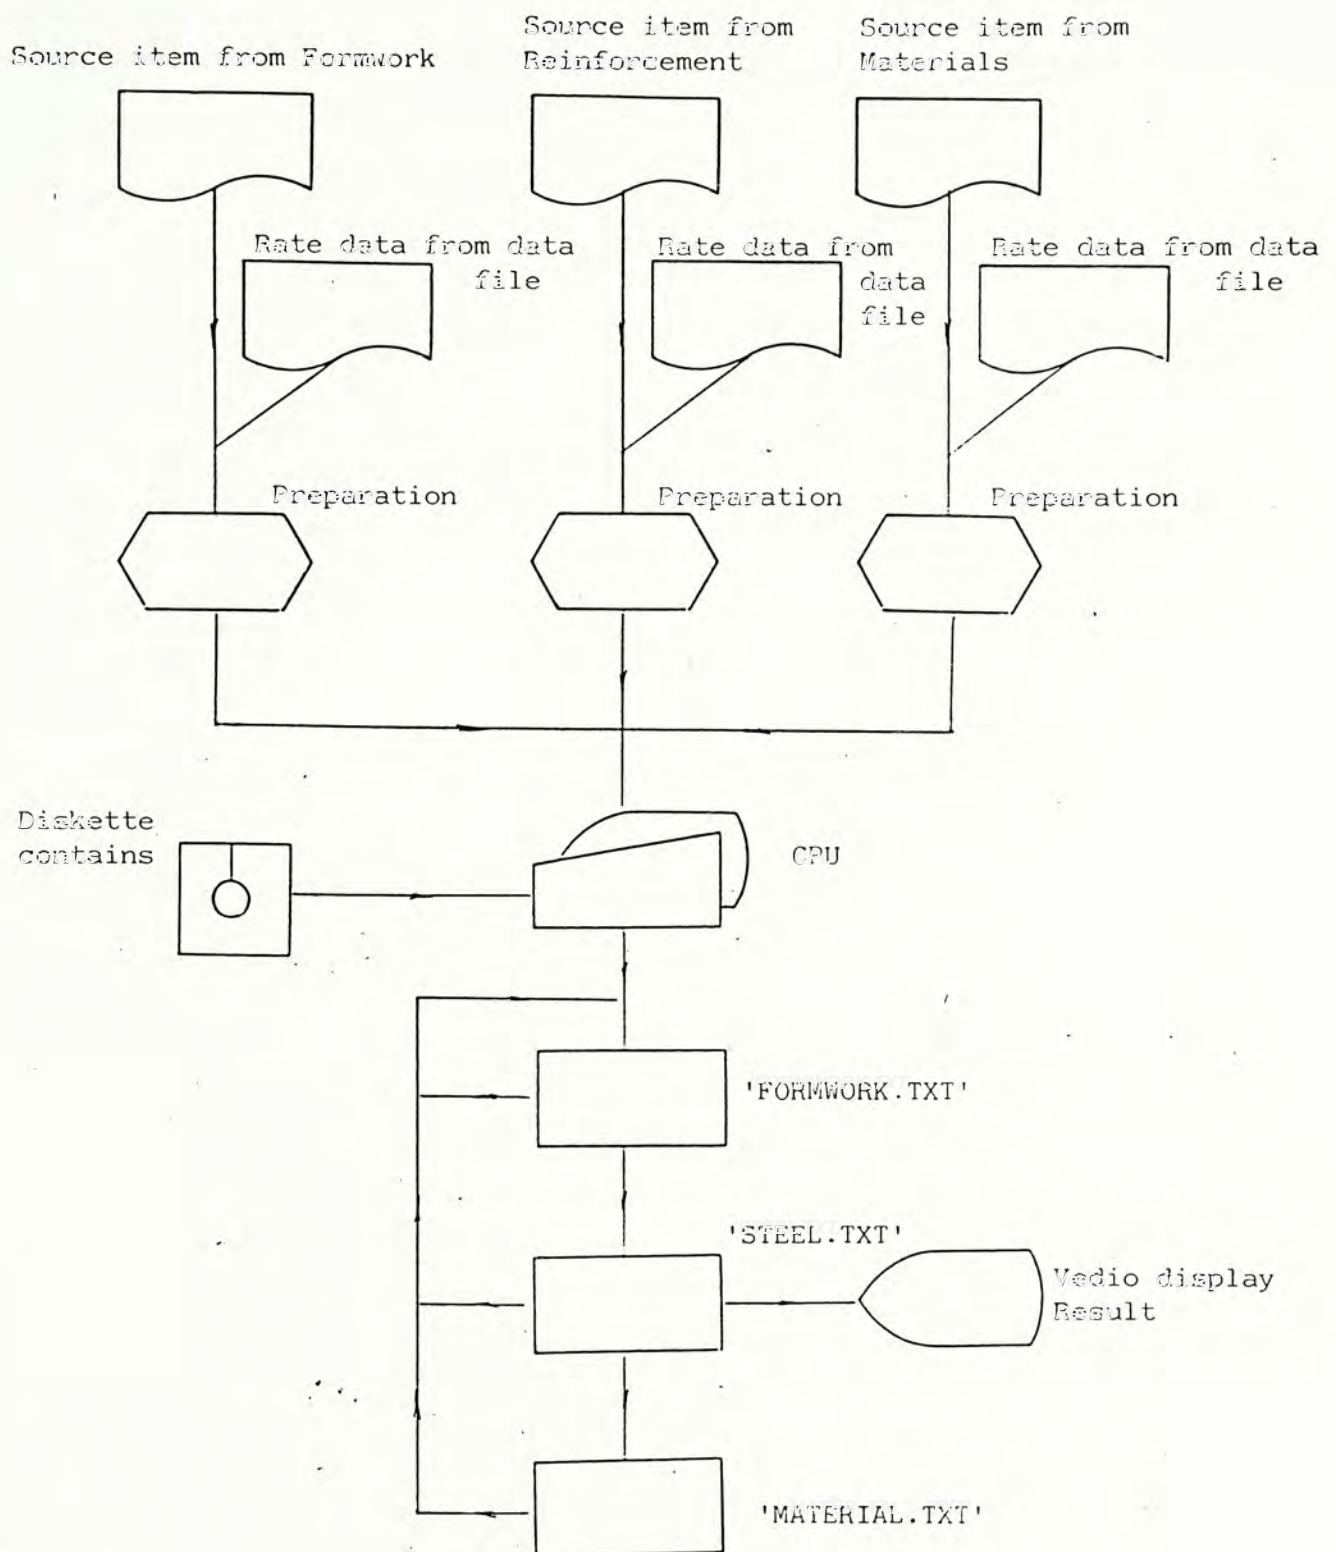 Source item from Formwork
Source item from
Reinforcement
Source item from
Materials
Rate data from data
file
Rate data from
data
file
Rate data from data
file
Preparation
Preparation
Preparation
Diskette
contains
CPU
'FORMWORK.TXT'
'STEEL.TXT'
Vedio display
Result
'MATERIAL.TXT'